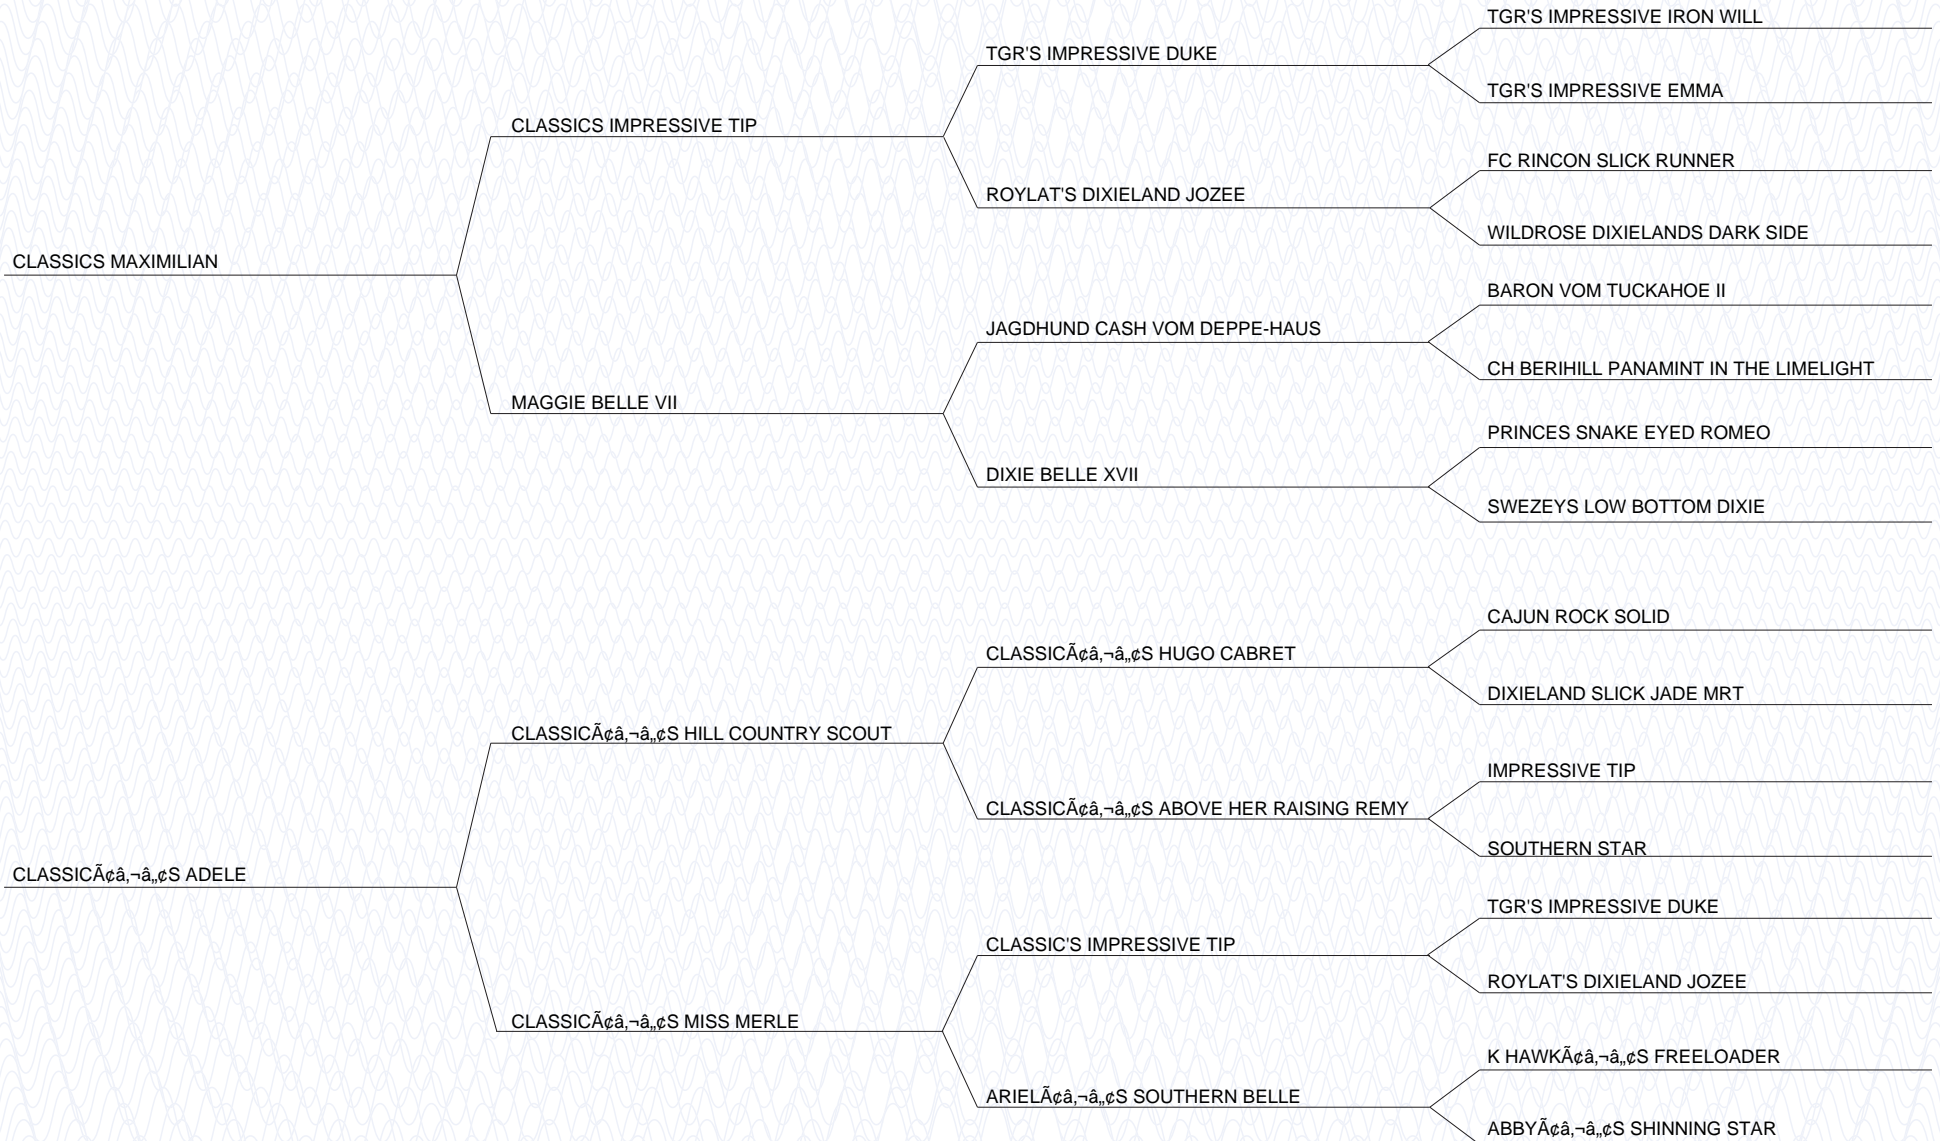 TGR'S IMPRESSIVE IRON WILL
TGR'S IMPRESSIVE DUKE
TGR'S IMPRESSIVE EMMA
CLASSICS IMPRESSIVE TIP
FC RINCON SLICK RUNNER
ROYLAT'S DIXIELAND JOZEE
WILDROSE DIXIELANDS DARK SIDE
CLASSICS MAXIMILIAN
BARON VOM TUCKAHOE II
JAGDHUND CASH VOM DEPPE-HAUS
CH BERIHILL PANAMINT IN THE LIMELIGHT
MAGGIE BELLE VII
PRINCES SNAKE EYED ROMEO
DIXIE BELLE XVII
SWEZEYS LOW BOTTOM DIXIE
CAJUN ROCK SOLID
CLASSICÃ¢â‚¬â„¢S HUGO CABRET
DIXIELAND SLICK JADE MRT
CLASSICÃ¢â‚¬â„¢S HILL COUNTRY SCOUT
IMPRESSIVE TIP
CLASSICÃ¢â‚¬â„¢S ABOVE HER RAISING REMY
SOUTHERN STAR
CLASSICÃ¢â‚¬â„¢S ADELE
TGR'S IMPRESSIVE DUKE
CLASSIC'S IMPRESSIVE TIP
ROYLAT'S DIXIELAND JOZEE
CLASSICÃ¢â‚¬â„¢S MISS MERLE
K HAWKÃ¢â‚¬â„¢S FREELOADER
ARIELÃ¢â‚¬â„¢S SOUTHERN BELLE
ABBYÃ¢â‚¬â„¢S SHINNING STAR